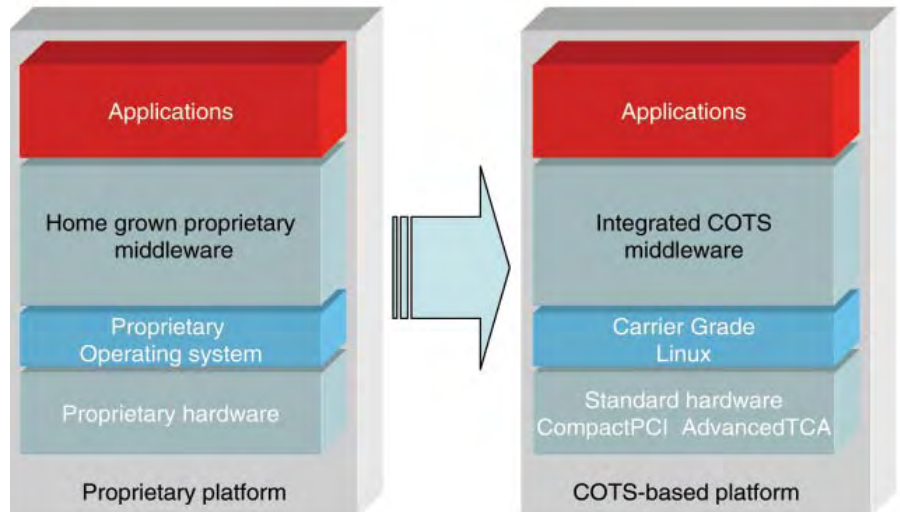 Applications
Home grown proprietary
middleware
Proprietary
Operating system
Proprietary hardware
Proprietary platform
Applications
Integrated COTS
middleware
Carrier Grade
Linux
Standard hardware
CompactPCI AdvancedTCA
COTS-based platform